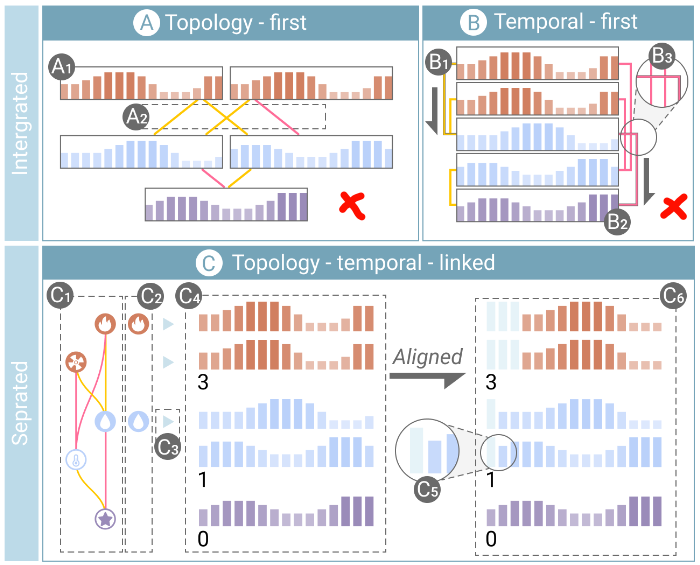 A Topology - first
B Temporal - first
Intergrated
A1
A2
B1
B3
B2
C Topology - temporal - linked
Seprated
C1
C2
C4
C6
Aligned
3
3
C3
C5
1
1
0
0